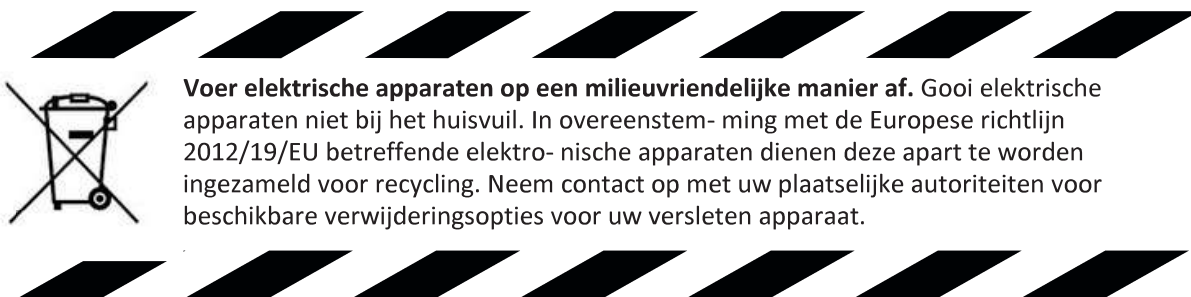 Voer elektrische apparaten op een milieuvriendelijke manier af. Gooi elektrische
apparaten niet bij het huisvuil. In overeenstem- ming met de Europese richtlijn
2012/19/EU betreffende elektro- nische apparaten dienen deze apart te worden
ingezameld voor recycling. Neem contact op met uw plaatselijke autoriteiten voor
beschikbare verwijderingsopties voor uw versleten apparaat.